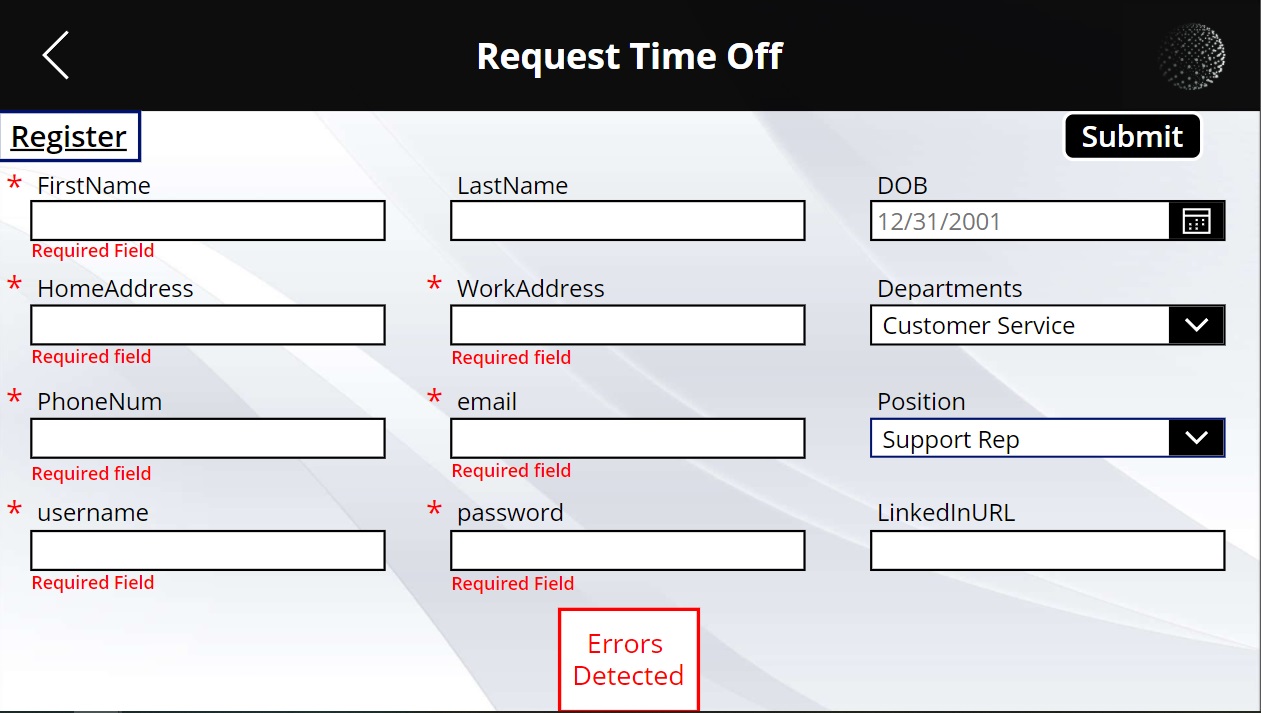 Request Time Off
Register
Submit
* FirstName
LastName
DOB
12/31/2001
Required Field
* HomeAddress
* WorkAddress
Departments
Customer Service
Required field
Required field
* PhoneNum
* email
Position
Support Rep
Required field
Required field
* username
* password
LinkedInURL
Required Field
Required Field
Errors
Detected